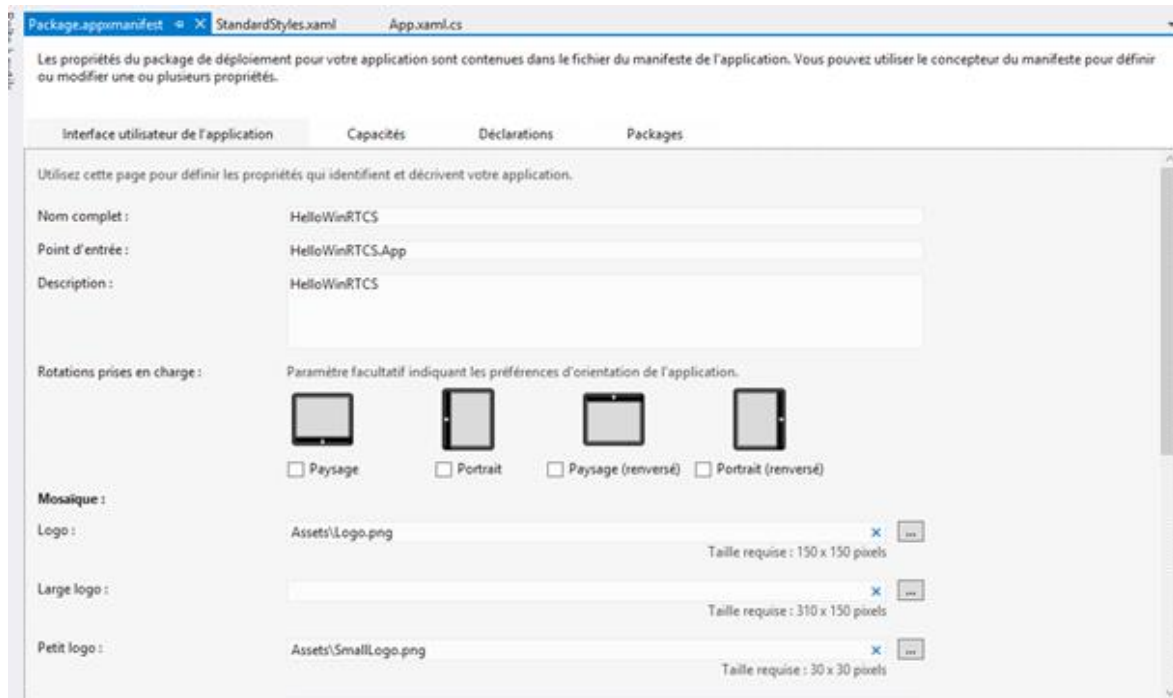 Package.appxmanifest StandardStyles.xaml App.xaml.cs
Les propriétés du package de déploiement pour votre application sont contenues dans le fichier du manifeste de l'application. Vous pouvez utiliser le concepteur du manifeste pour définir
ou modifier une ou plusieurs propriétés.
Interface utilisateur de l'application Capacités Déclarations Packages
Utilisez cette page pour définir les propriétés qui identifient et décrivent votre application.
Nom complet : HelloWinRTCS
Point d'entrée : HelloWinRTCS.App
Description : HelloWinRTCS
Rotations prises en charge : Paramètre facultatif indiquant les préférences d'orientation de l'application.
Paysage Portrait Paysage (renversé) Portrait (renversé)
Mosaïque :
Logo : Assets\Logo.png ...
Taille requise : 150 x 150 pixels
Large logo : ...
Taille requise : 310 x 150 pixels
Petit logo : Assets\SmallLogo.png ...
Taille requise : 30 x 30 pixels